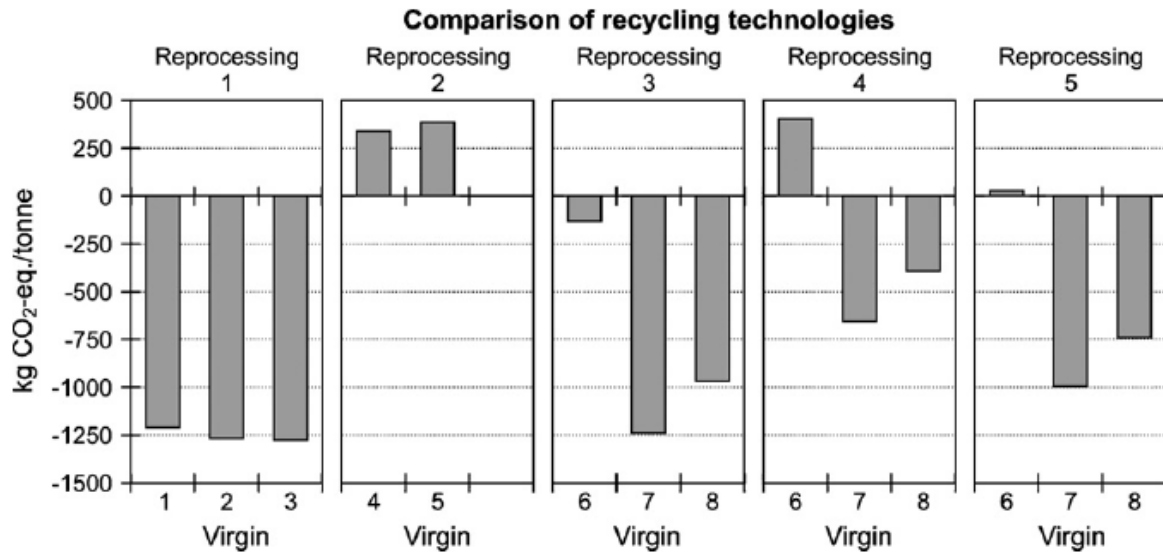 Comparison of recycling technologies
Reprocessing Reprocessing Reprocessing Reprocessing Reprocessing
1 2 3 4 5
500
250
0
-250
-500
-750
-1000
-1250
-1500
kg CO₂-eq./tonne
1 2 3 4 5 6 7 8 6 7 8 6 7 8
Virgin Virgin Virgin Virgin Virgin